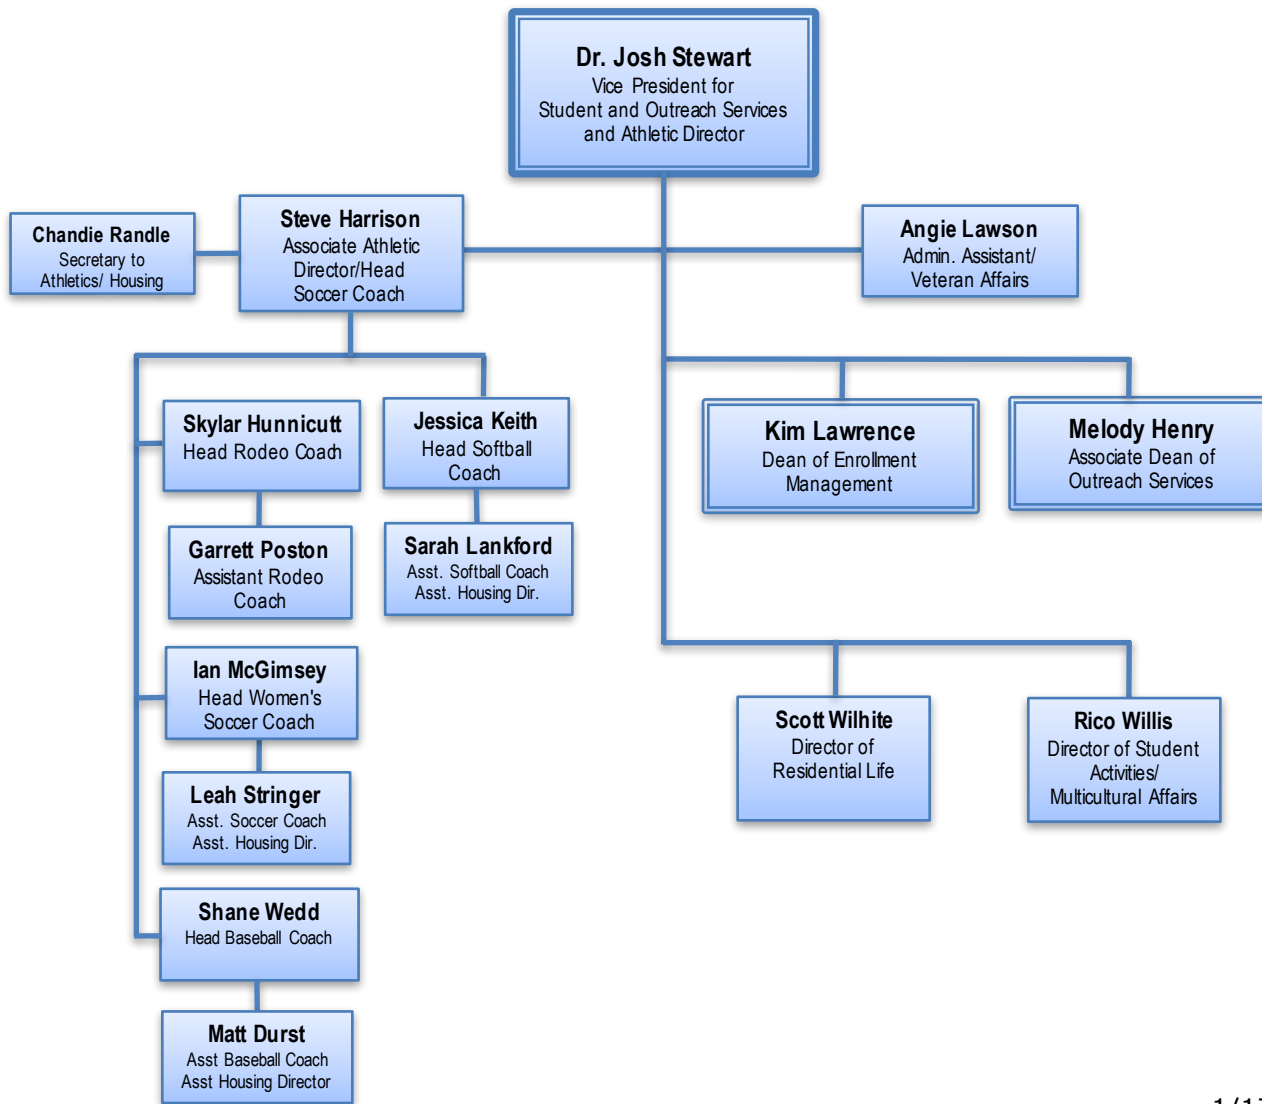 Dr. Josh Stewart
Vice President for
Student and Outreach Services
and Athletic Director
Chandie Randle
Secretary to
Athletics/ Housing
Steve Harrison
Associate Athletic
Director/Head
Soccer Coach
Angie Lawson
Admin. Assistant/
Veteran Affairs
Skylar Hunnicutt
Head Rodeo Coach
Jessica Keith
Head Softball
Coach
Kim Lawrence
Dean of Enrollment
Management
Melody Henry
Associate Dean of
Outreach Services
Garrett Poston
Assistant Rodeo
Coach
Sarah Lankford
Asst. Softball Coach
Asst. Housing Dir.
Ian McGimsey
Head Women's
Soccer Coach
Scott Wilhite
Director of
Residential Life
Rico Willis
Director of Student
Activities/
Multicultural Affairs
Leah Stringer
Asst. Soccer Coach
Asst. Housing Dir.
Shane Wedd
Head Baseball Coach
Matt Durst
Asst Baseball Coach
Asst Housing Director